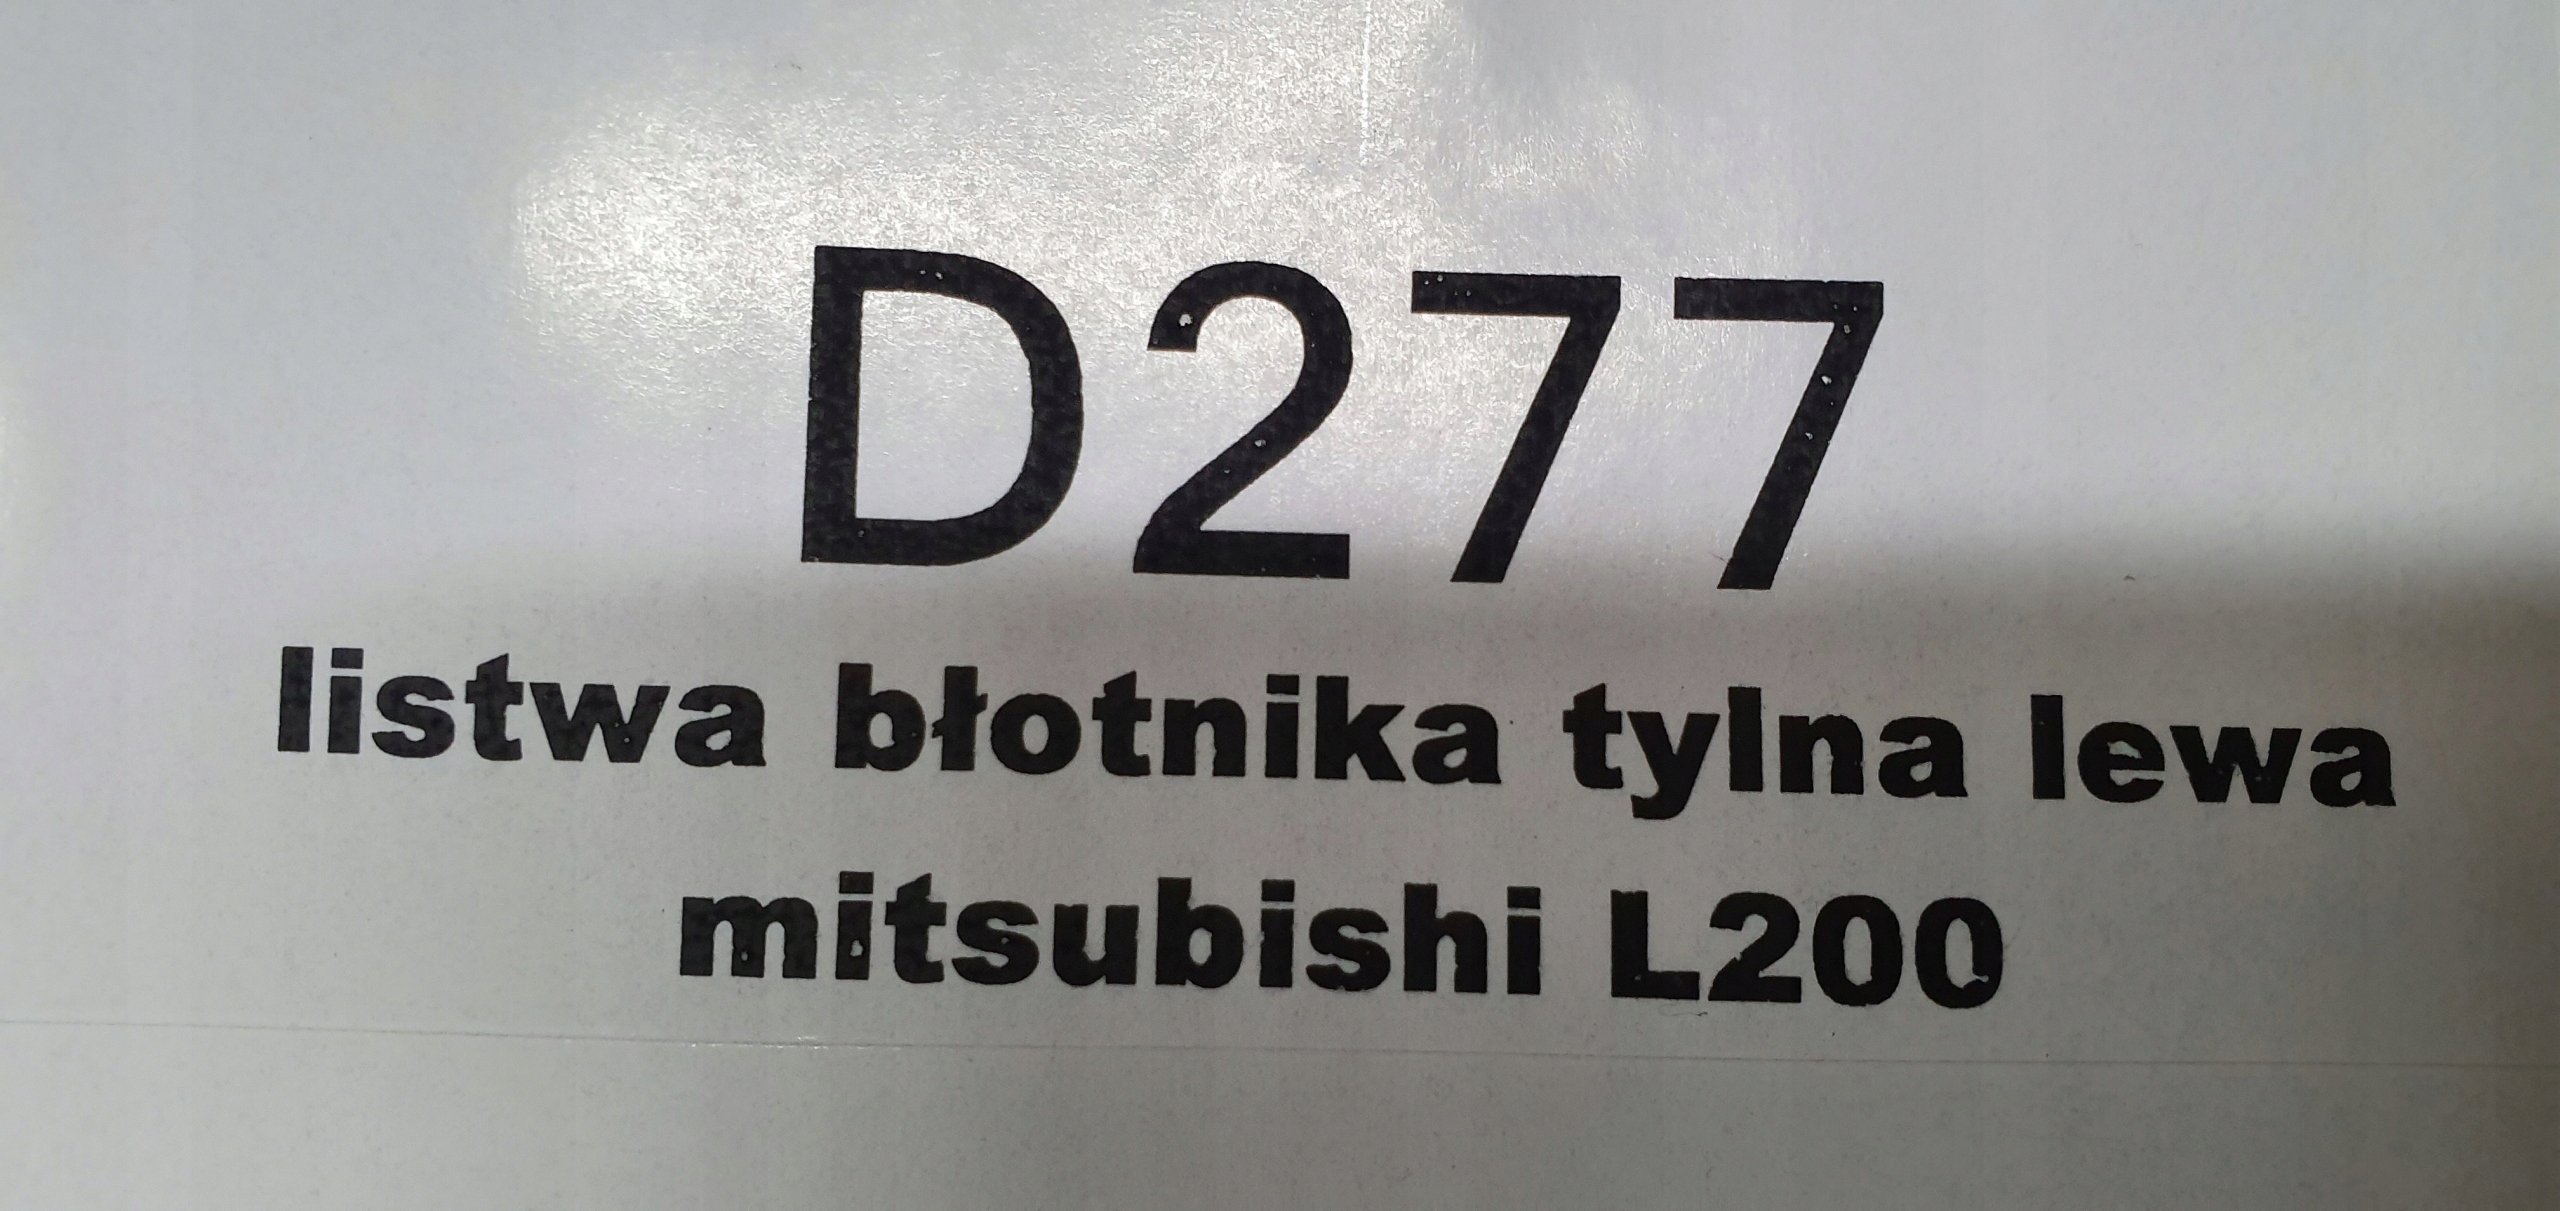 D277
listwa błotnika tylna lewa
mitsubishi L200